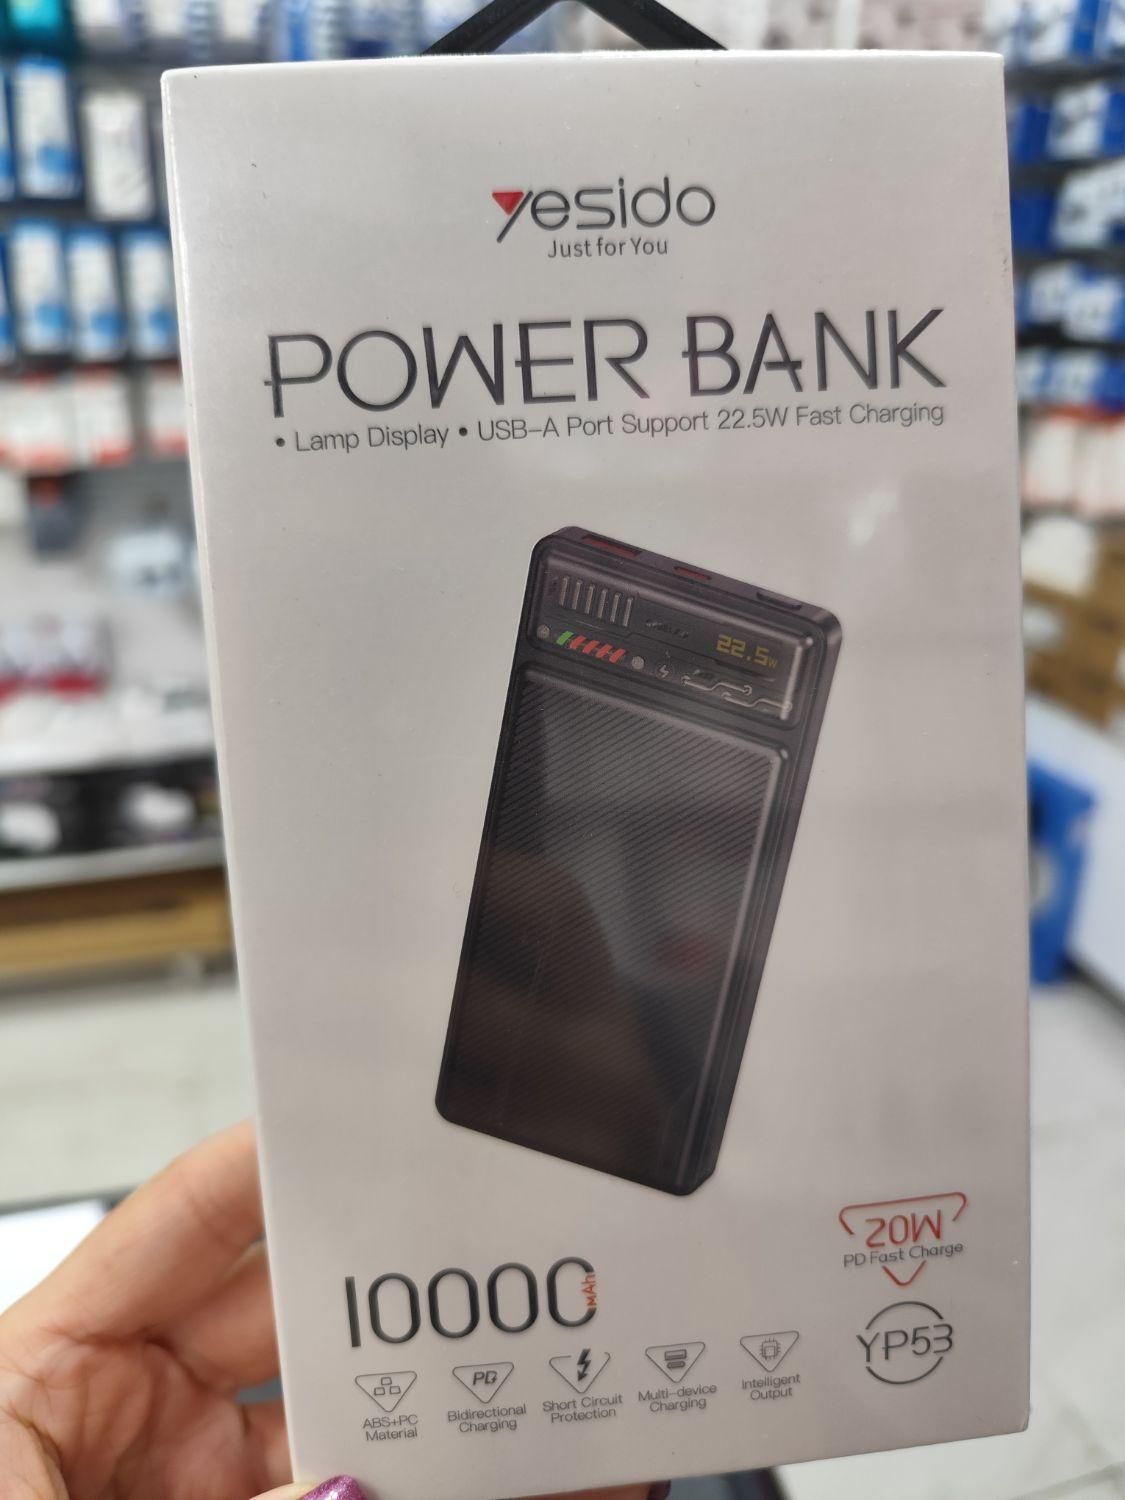 yesido
Just for You
POWER BANK
• Lamp Display • USB-A Port Support 22.5W Fast Charging
22.5W
20W
PD Fast Charge
10000 MAh
YP53
PD
ABS+PC
Material
Bidirectional
Charging
Short Circuit
Protection
Multi-device
Charging
Intelligent
Output